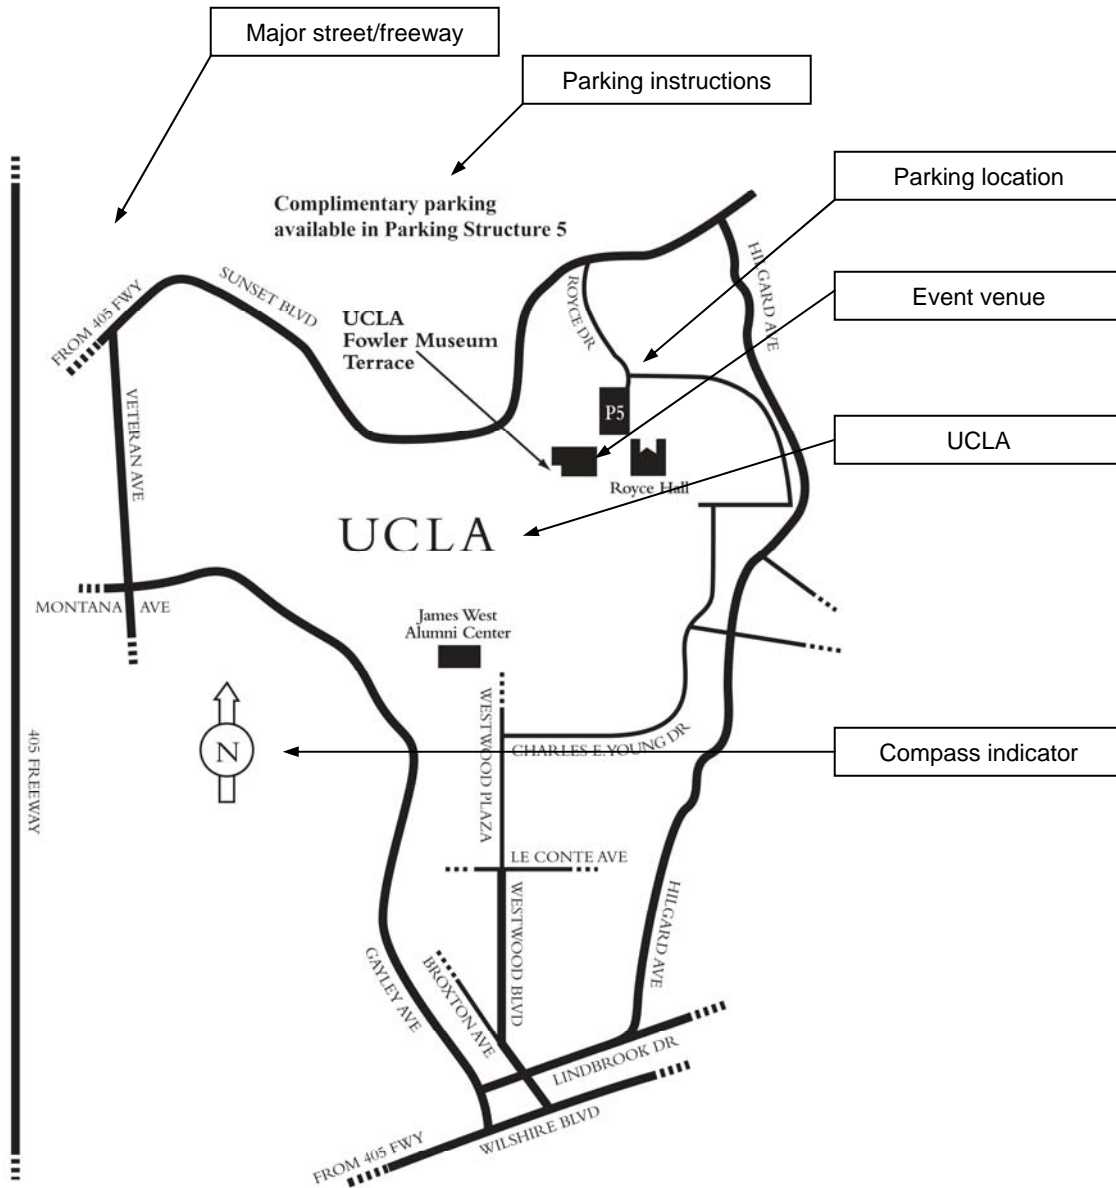 Major street/freeway
Parking instructions
Parking location
Complimentary parking
available in Parking Structure 5
HILGARD AVE
SUNSET BLVD
ROYCE DR
Event venue
FROM 405 FWY
UCLA
Fowler Museum
Terrace
VETERAN AVE
P5
UCLA
Royce Hall
UCLA
MONTANA AVE
James West
Alumni Center
WESTWOOD PLAZA
N
405 FREEWAY
CHARLES E. YOUNG DR
Compass indicator
LE CONTE AVE
WESTWOOD BLVD
HILGARD AVE
GAYLEY AVE
BROXTON AVE
LINDBROOK DR
WILSHIRE BLVD
FROM 405 FWY